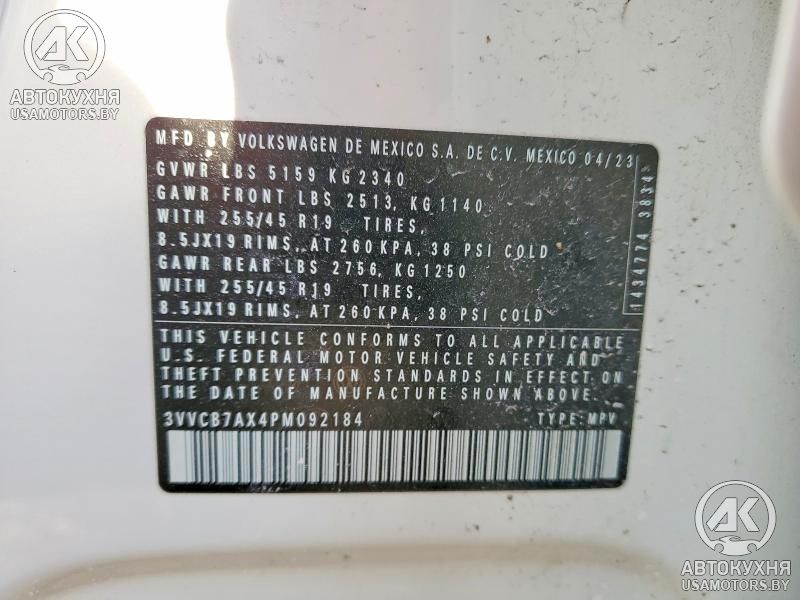 AK
АВТОКУХНЯ
USAMOTORS.BY
MFD BY VOLKSWAGEN DE MEXICO S.A. DE C.V. MEXICO 04/23
GVWR LBS 5159 KG 2340
GAWR FRONT LBS 2513, KG 1140
WITH 255/45 R19 TIRES,
8.5JX19 RIMS, AT 260 KPA, 38 PSI COLD
GAWR REAR LBS 2756, KG 1250
WITH 255/45 R19 TIRES,
8.5JX19 RIMS, AT 260 KPA, 38 PSI COLD
1434774 3834
THIS VEHICLE CONFORMS TO ALL APPLICABLE
U.S. FEDERAL MOTOR VEHICLE SAFETY AND
THEFT PREVENTION STANDARDS IN EFFECT ON
THE DATE OF MANUFACTURE SHOWN ABOVE.
3VVCB7AX4PM092184 TYPE: MPV
AK
АВТОКУХНЯ
USAMOTORS.BY